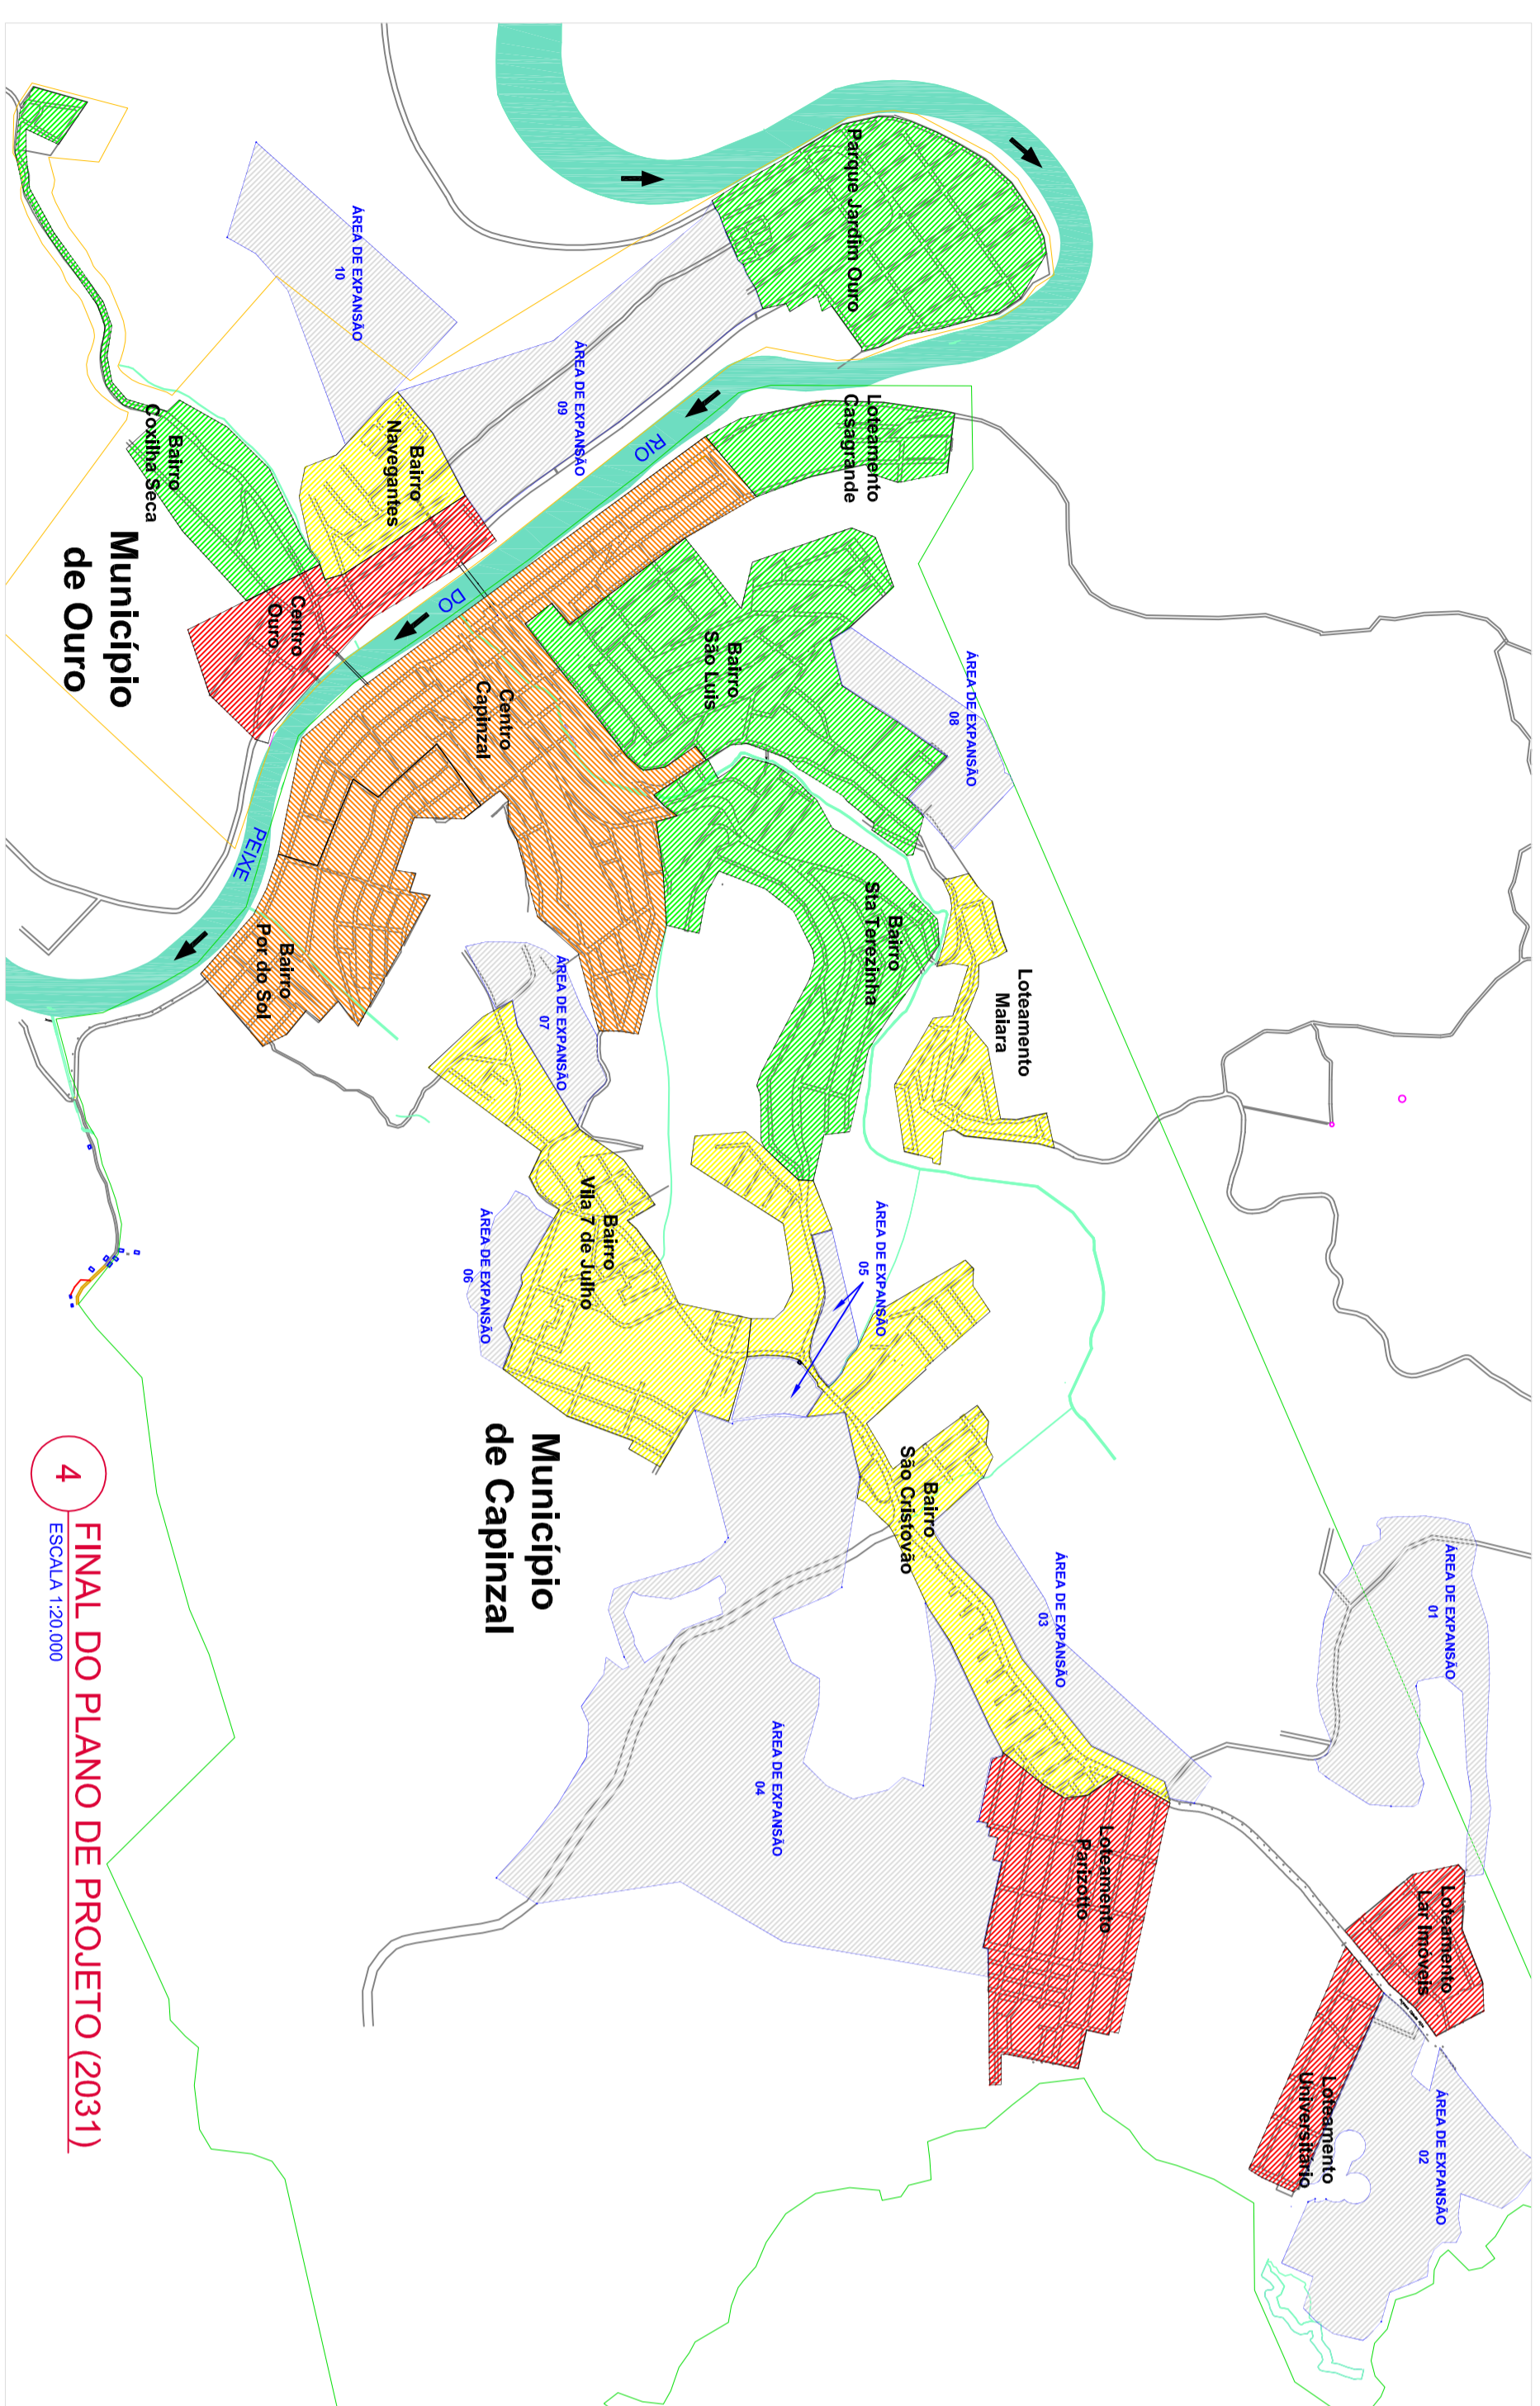 Parque Jardim Ouro
ÁREA DE EXPANSÃO
10
ÁREA DE EXPANSÃO
09
RIO
DO
PEIXE
Loteamento
Casagrande
Bairro
Navegantes
Bairro
Coxilha Seca
Município
de Ouro
Centro
Ouro
Centro
Capinzal
Bairro
São Luis
ÁREA DE EXPANSÃO
08
Bairro
Sta Terezinha
Loteamento
Maiara
Bairro
Por do Sol
ÁREA DE EXPANSÃO
07
Bairro
Vila 7 de Julho
ÁREA DE EXPANSÃO
06
ÁREA DE EXPANSÃO
05
Município
de Capinzal
Bairro
São Cristovão
ÁREA DE EXPANSÃO
03
ÁREA DE EXPANSÃO
01
ÁREA DE EXPANSÃO
04
Loteamento
Parizotto
Loteamento
Lar Imóveis
Loteamento
Universitário
ÁREA DE EXPANSÃO
02
4
FINAL DO PLANO DE PROJETO (2031)
ESCALA 1:20.000